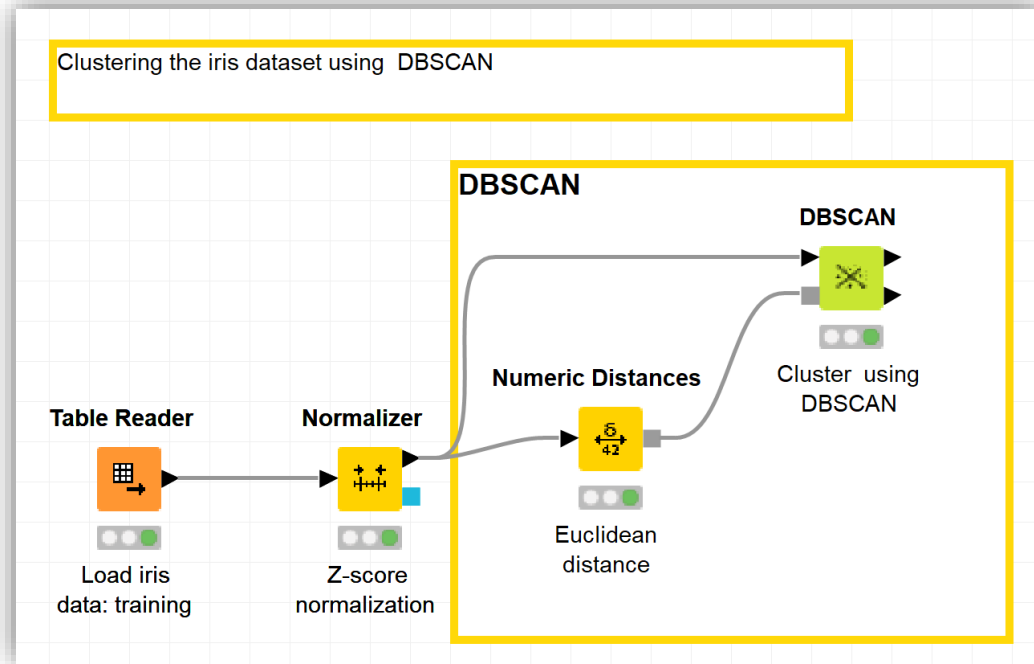 Clustering the iris dataset using  DBSCAN
DBSCAN
DBSCAN
Cluster  using
DBSCAN
Numeric Distances
δ
42
Euclidean
distance
Table Reader
Load iris
data: training
Normalizer
Z-score
normalization